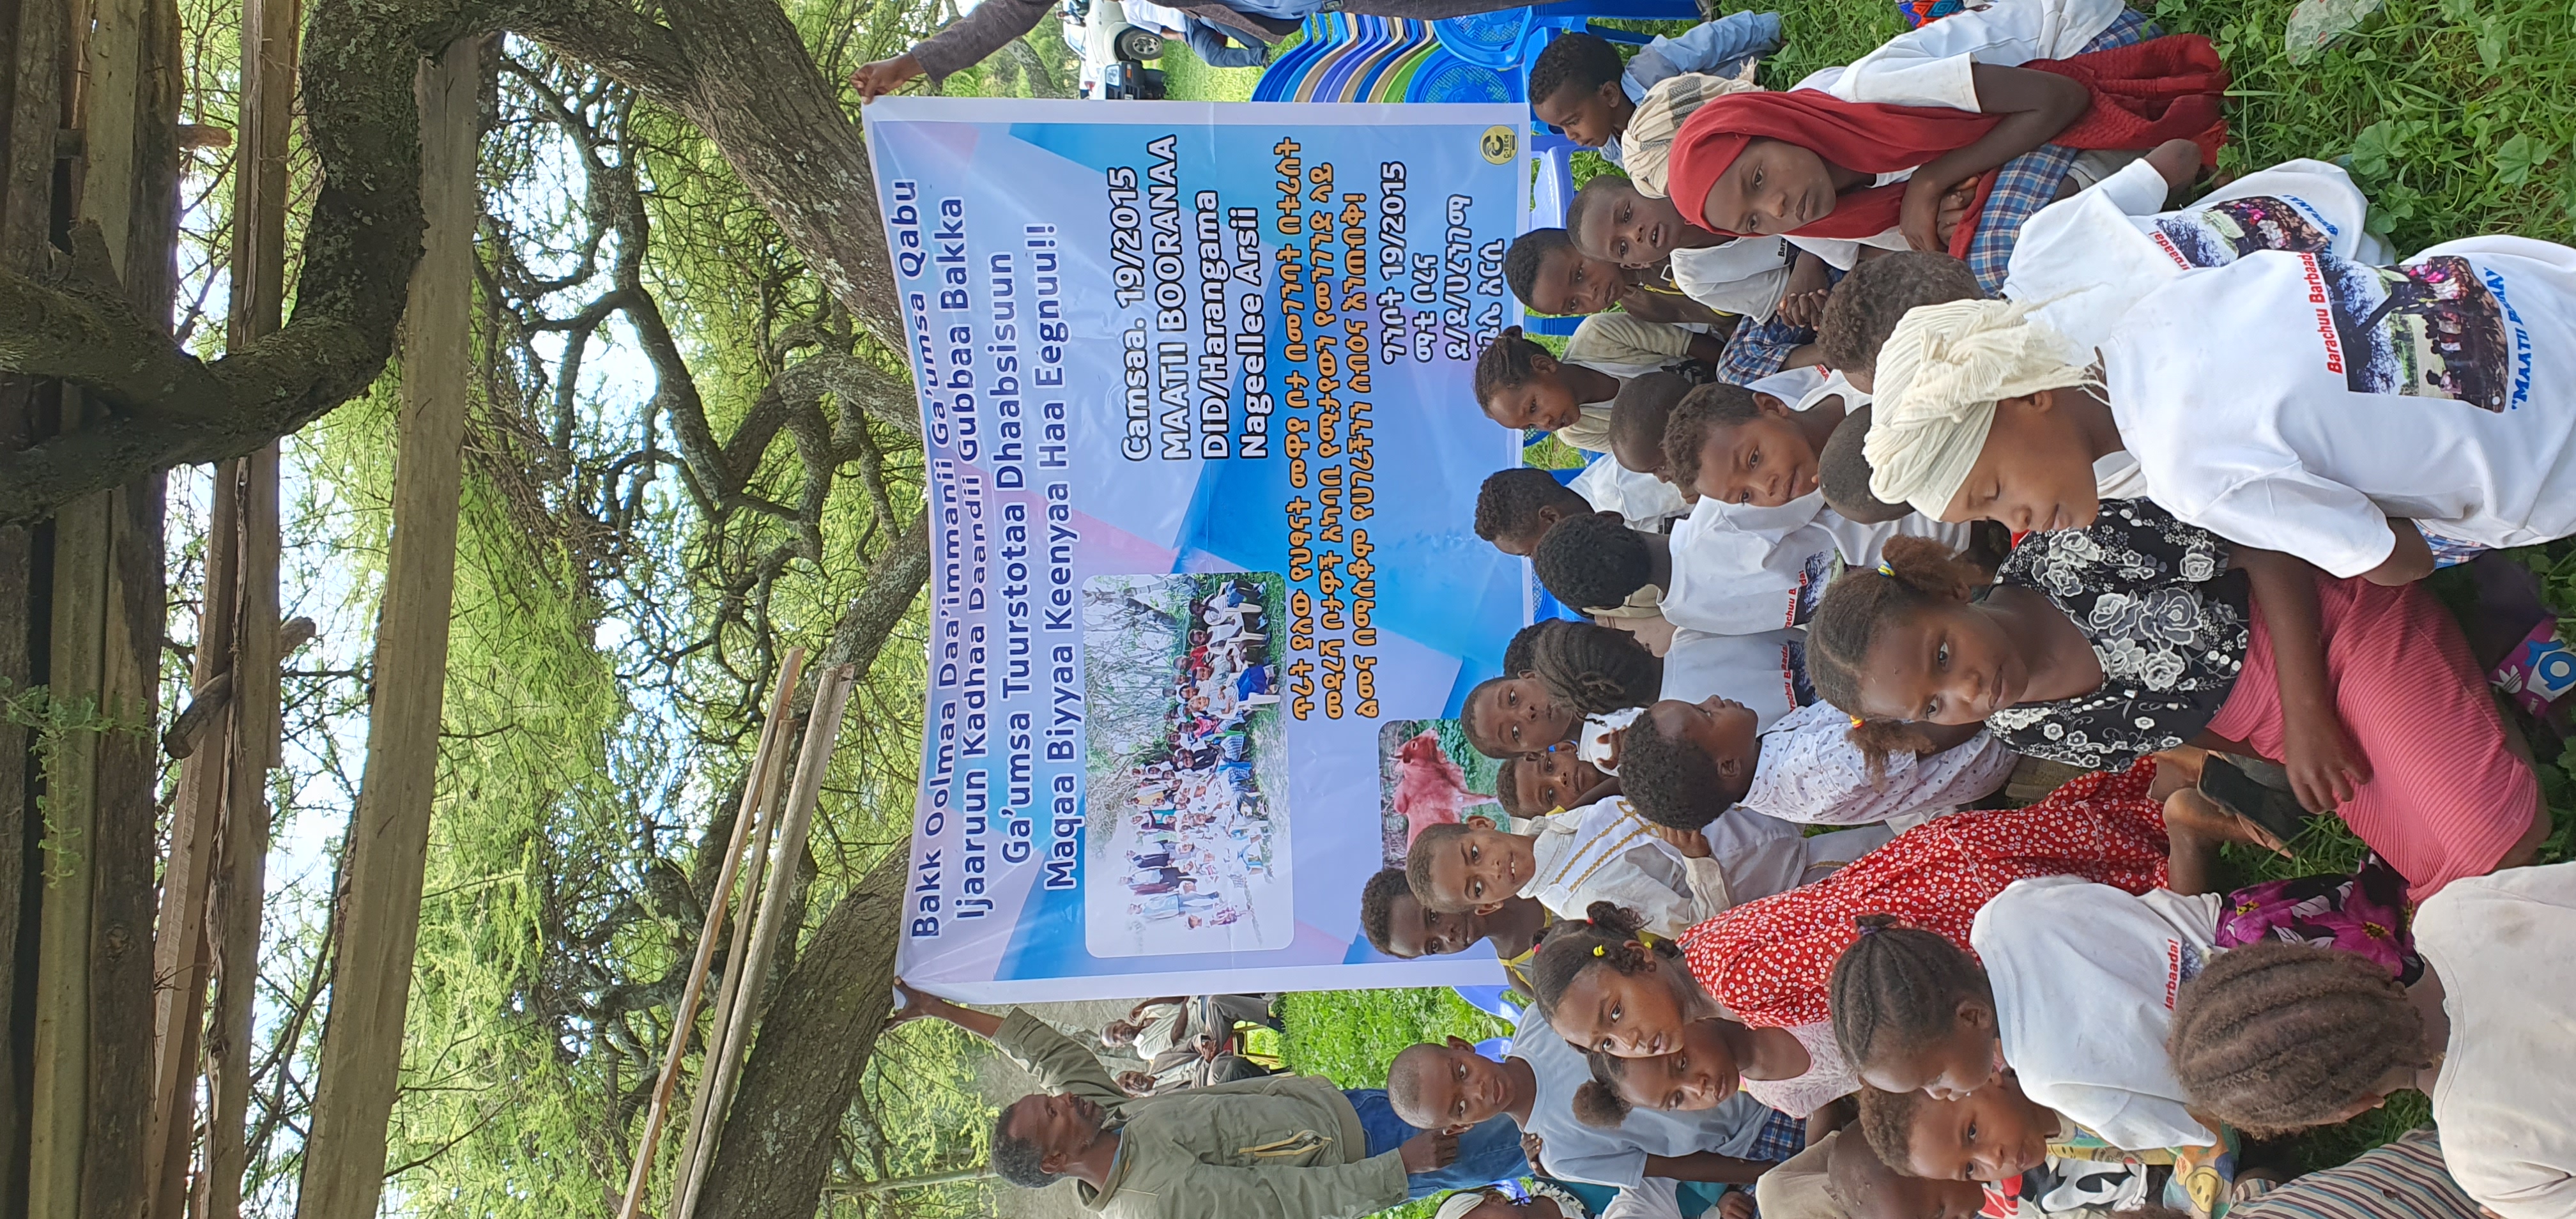 Bakk Oolmaa Daa'immanii Ga'umsa Qabu
Ijaaruun Kadhaa Daandii Gubbaa Bakka
Ga'umsa Tuurstotaa Dhaabsisuun
Maqaa Biyyaa Keenyaa Haa Eegnuu!!
Camsaa. 19/2015
MAATII BOORANAA
DID/Harangama
Nageellee Arsii
ጥራት ያለው የህፃናት መዋያ ቦታ በመገንባት በቱሪስት
መዳረሻ ቦታዎች አካባቢ የሚታየውን የመንገንድ ላይ
ልመና በማስቆም የሀገራችንን ስብዕና እንጠብቅ!
ግንቦት 19/2015
ማቲ ቦረና
ደ/ደ/ሀረንገማ
አርሲ
C-TECH
Barachuu
Barbaada!
Barachuu Barbaada
"MAATII